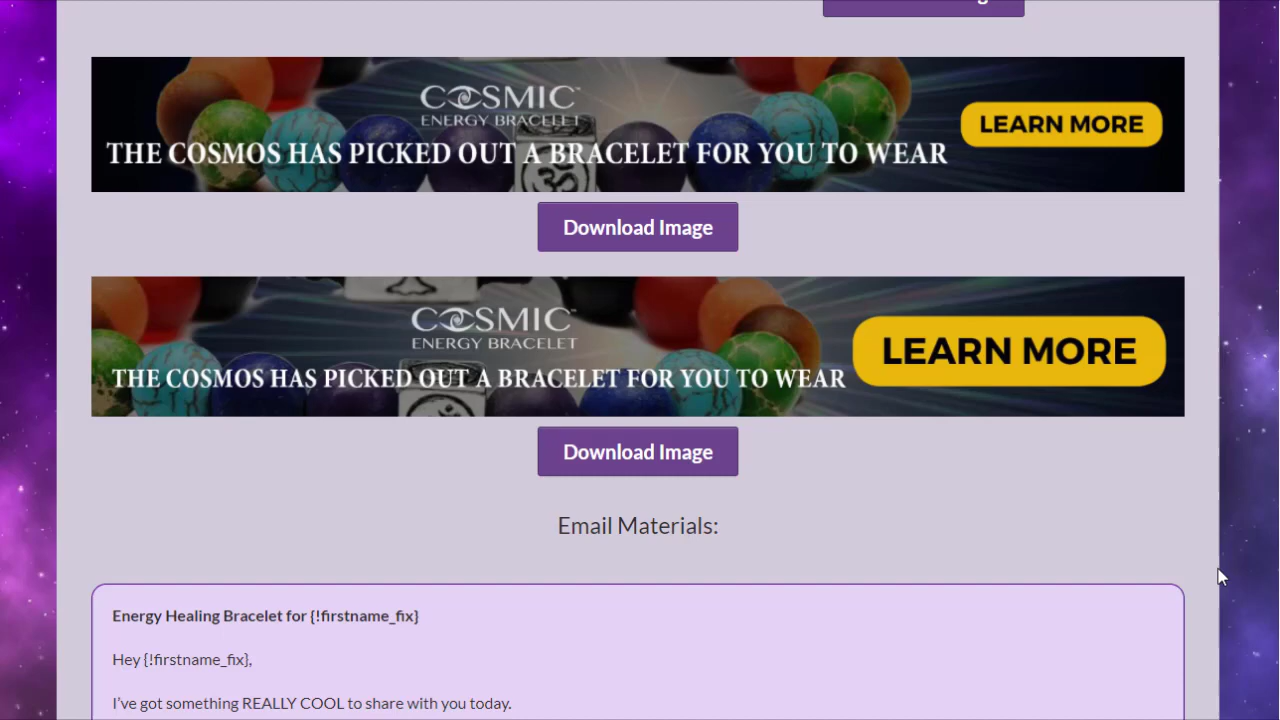 COSMIC™
ENERGY BRACELET
THE COSMOS HAS PICKED OUT A BRACELET FOR YOU TO WEAR
LEARN MORE
Download Image
COSMIC™
ENERGY BRACELET
THE COSMOS HAS PICKED OUT A BRACELET FOR YOU TO WEAR
LEARN MORE
Download Image
Email Materials:
Energy Healing Bracelet for {!firstname_fix}
Hey {!firstname_fix},
I've got something REALLY COOL to share with you today.